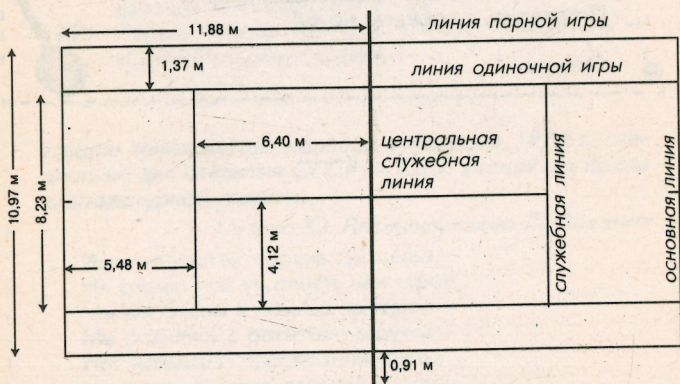 11,88 м
линия парной игры
1,37 м
линия одиночной игры
10,97 м
8,23 м
6,40 м
центральная
служебная
линия
служебная линия
основная линия
5,48 м
4,12 м
0,91 м